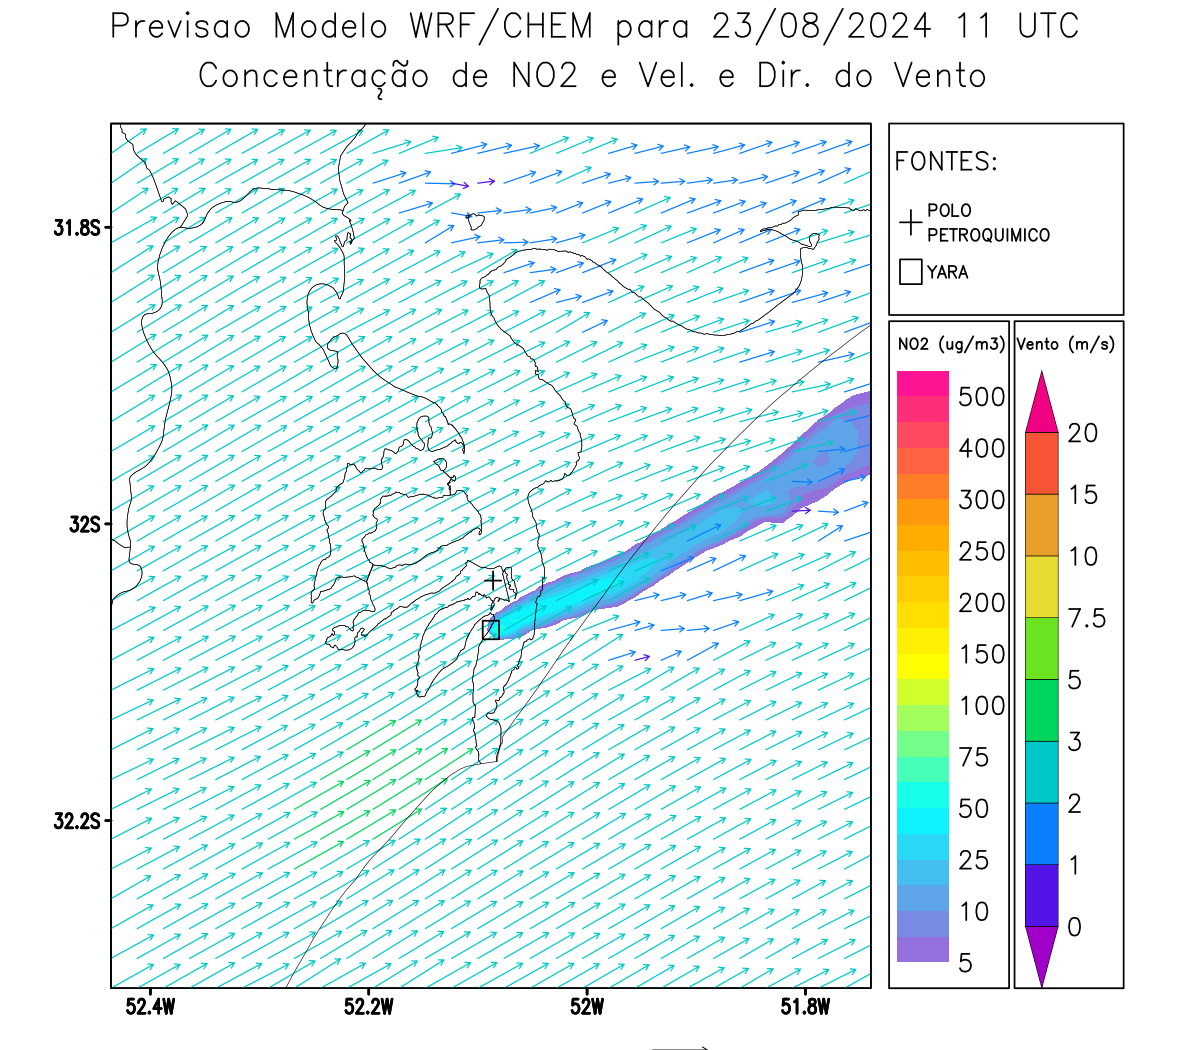 Previsao Modelo WRF/CHEM para 23/08/2024 11 UTC
Concentração de NO2 e Vel. e Dir. do Vento
FONTES:
POLO
PETROQUIMICO
YARA
31.8S
32S
32.2S
52.4W
52.2W
52W
51.8W
NO2 (ug/m3)
500
400
300
250
200
150
100
75
50
25
10
5
Vento (m/s)
20
15
10
7.5
5
3
2
1
0